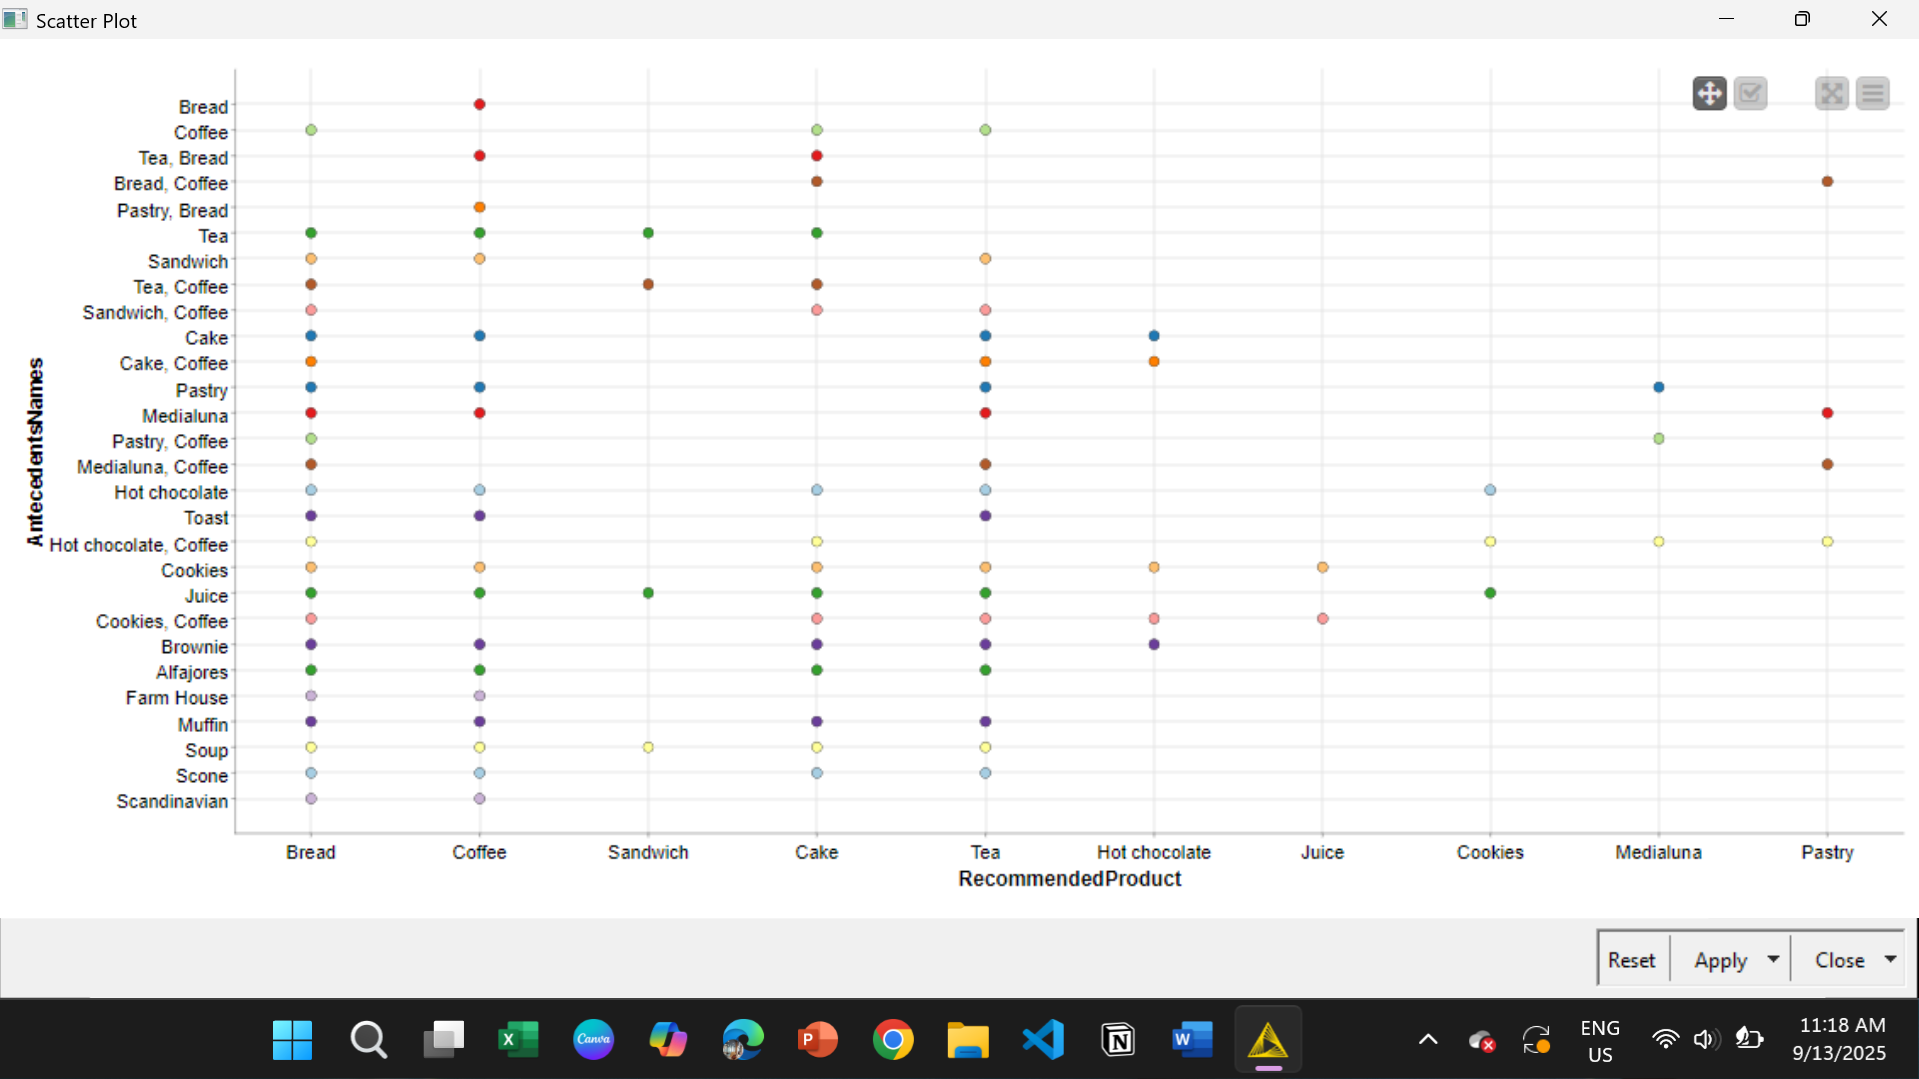 Scatter Plot
Bread
Coffee
Tea, Bread
Bread, Coffee
Pastry, Bread
Tea
Sandwich
Tea, Coffee
Sandwich, Coffee
Cake
Cake, Coffee
Pastry
Medialuna
Pastry, Coffee
Medialuna, Coffee
Hot chocolate
Toast
Hot chocolate, Coffee
Cookies
Juice
Cookies, Coffee
Brownie
Alfajores
Farm House
Muffin
Soup
Scone
Scandinavian
AntecedentsNames
Bread Coffee Sandwich Cake Tea Hot chocolate Juice Cookies Medialuna Pastry
RecommendedProduct
Reset Apply Close
X Canva P N W ENG 11:18 AM
US 9/13/2025